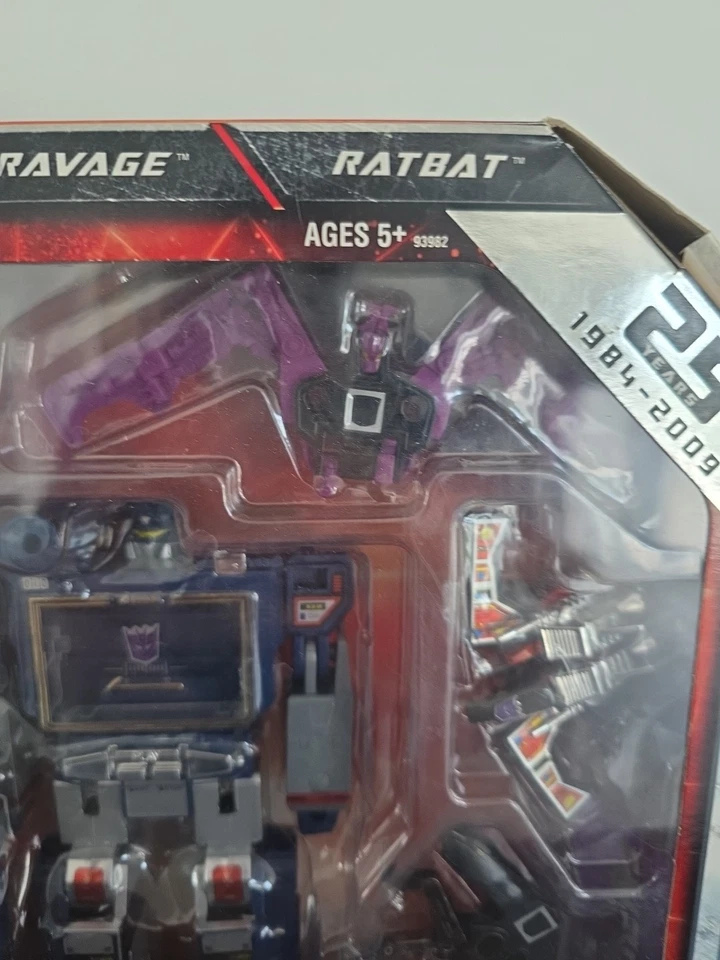 RAVAGE™
RATBAT™
AGES 5+ 93982
25
YEARS
1984-2009